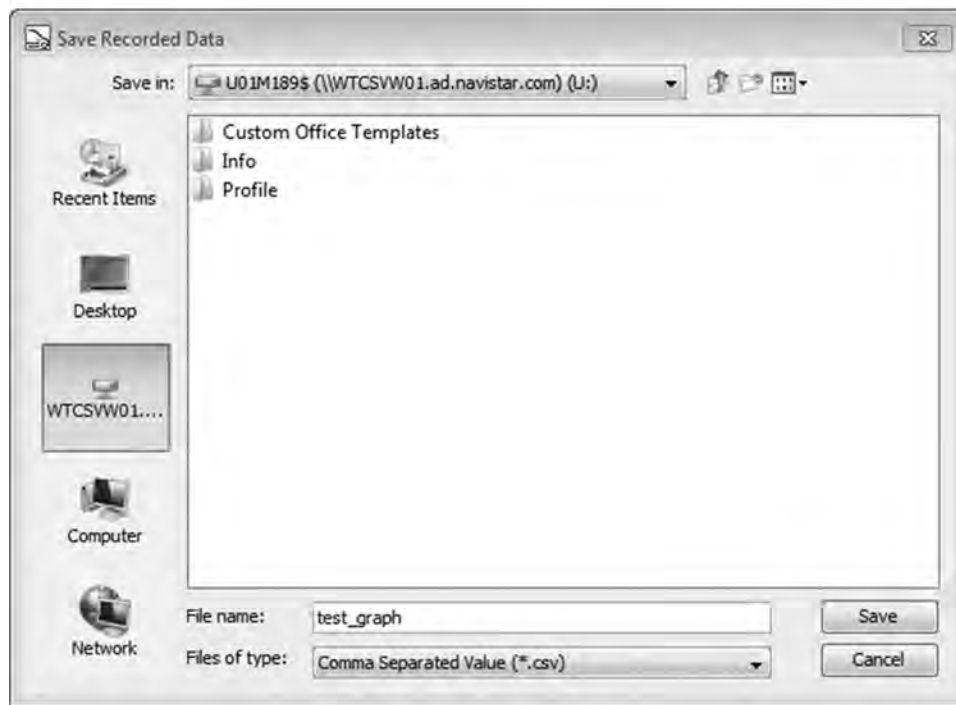 Save Recorded Data
Save in:
U01M189$ (\\WTCSVW01.ad.navistar.com) (U:)
Custom Office Templates
Info
Profile
Recent Items
Desktop
WTCSVW01....
Computer
Network
File name:
test_graph
Save
Files of type:
Comma Separated Value (*.csv)
Cancel